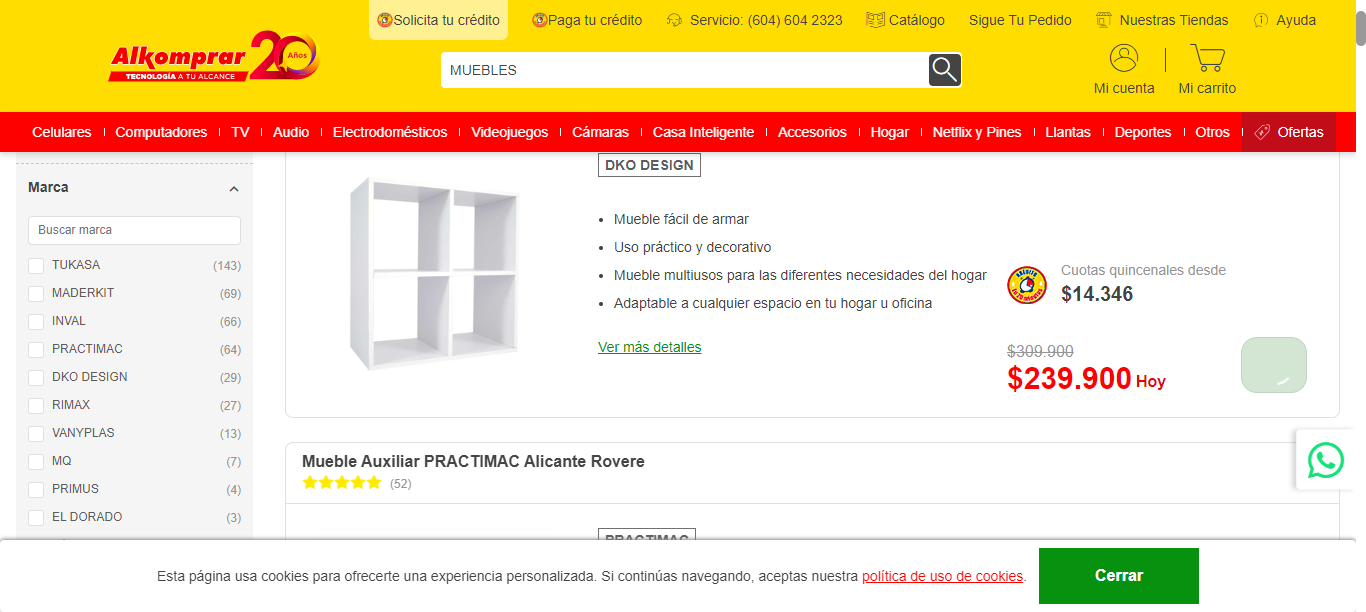 Solicita tu crédito
Paga tu crédito
Servicio: (604) 604 2323
Catálogo
Sigue Tu Pedido
Nuestras Tiendas
Ayuda
Alkomprar 20 Años
TECNOLOGÍA A TU ALCANCE
MUEBLES
Mi cuenta
Mi carrito
Celulares
Computadores
TV
Audio
Electrodomésticos
Videojuegos
Cámaras
Casa Inteligente
Accesorios
Hogar
Netflix y Pines
Llantas
Deportes
Otros
Ofertas
Marca
Buscar marca
TUKASA (143)
MADERKIT (69)
INVAL (66)
PRACTIMAC (64)
DKO DESIGN (29)
RIMAX (27)
VANYPLAS (13)
MQ (7)
PRIMUS (4)
EL DORADO (3)
DKO DESIGN
Mueble fácil de armar
Uso práctico y decorativo
Mueble multiusos para las diferentes necesidades del hogar
Adaptable a cualquier espacio en tu hogar u oficina
Ver más detalles
Cuotas quincenales desde
$14.346
$309.900
$239.900 Hoy
Mueble Auxiliar PRACTIMAC Alicante Rovere
(52)
PRACTIMAC
Esta página usa cookies para ofrecerte una experiencia personalizada. Si continúas navegando, aceptas nuestra política de uso de cookies.
Cerrar